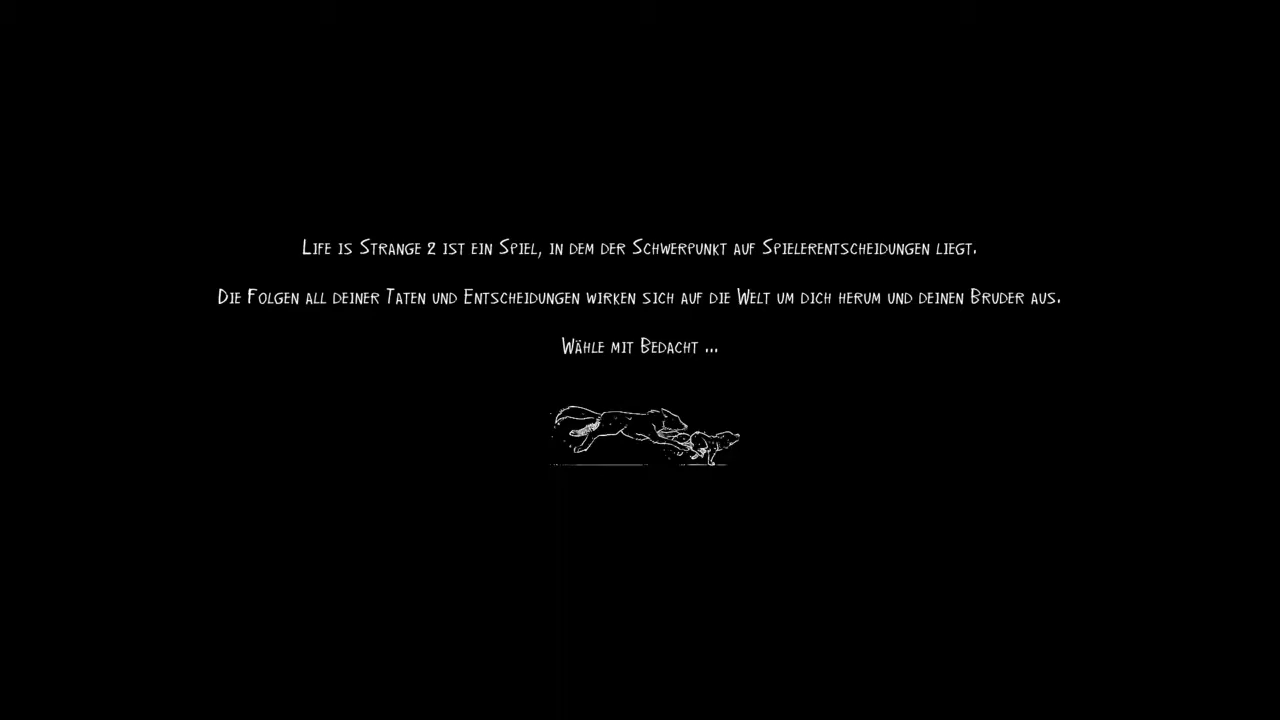 Life is Strange 2 ist ein Spiel, in dem der Schwerpunkt auf Spielerentscheidungen liegt.
Die Folgen all deiner Taten und Entscheidungen wirken sich auf die Welt um dich herum und deinen Bruder aus.
Wähle mit Bedacht ...